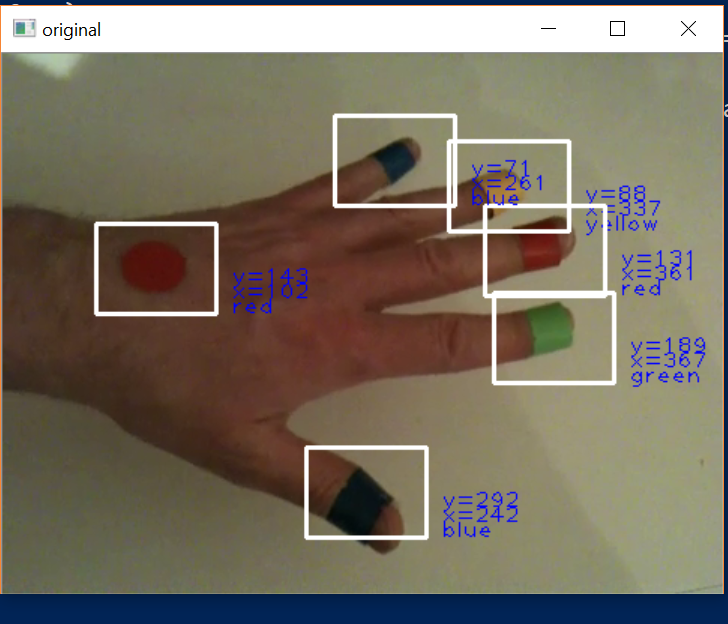 original
y=71
x=261
blue
y=88
x=337
yellow
y=131
x=361
red
y=143
x=102
red
y=189
x=367
green
y=292
x=242
blue